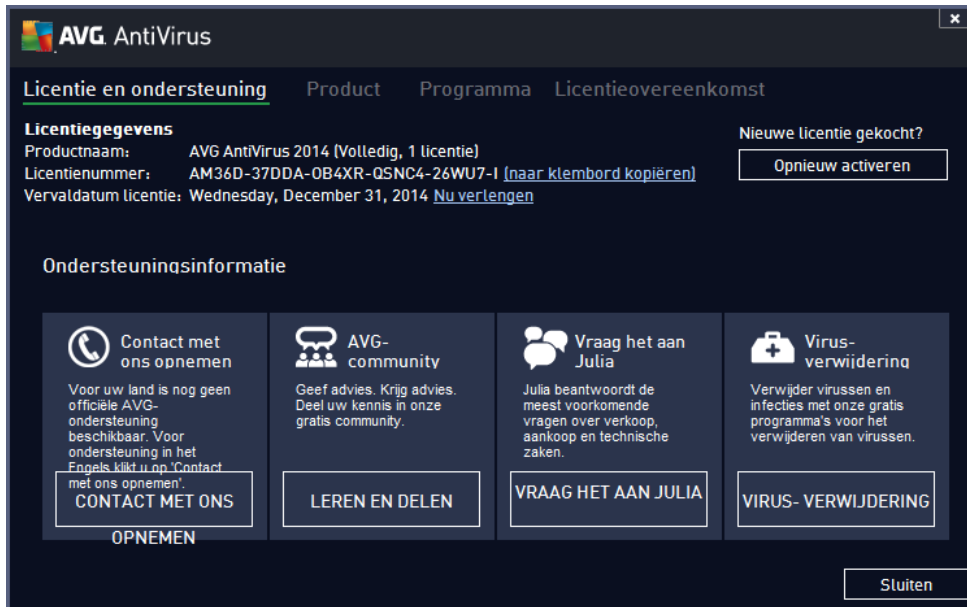 AVG AntiVirus
Licentie en ondersteuning Product Programma Licentieovereenkomst
Licentiegegevens
Productnaam: AVG AntiVirus 2014 (Volledig, 1 licentie)
Licentienummer: AM36D-37DDA-0B4XR-QSNC4-26WU7-I (naar klembord kopiëren)
Vervaldatum licentie: Wednesday, December 31, 2014 Nu verlengen
Nieuwe licentie gekocht?
Opnieuw activeren
Ondersteuningsinformatie
Contact met
ons opnemen
Voor uw land is nog geen
officiële AVG-
ondersteuning
beschikbaar. Voor
ondersteuning in het
Engels klikt u op 'Contact
met ons opnemen'.
CONTACT MET ONS
OPNEMEN
AVG-
community
Geef advies. Krijg advies.
Deel uw kennis in onze
gratis community.
LEREN EN DELEN
Vraag het aan
Julia
Julia beantwoordt de
meest voorkomende
vragen over verkoop,
aankoop en technische
zaken.
VRAAG HET AAN JULIA
Virus-
verwijdering
Verwijder virussen en
infecties met onze gratis
programma's voor het
verwijderen van virussen.
VIRUS- VERWIJDERING
Sluiten